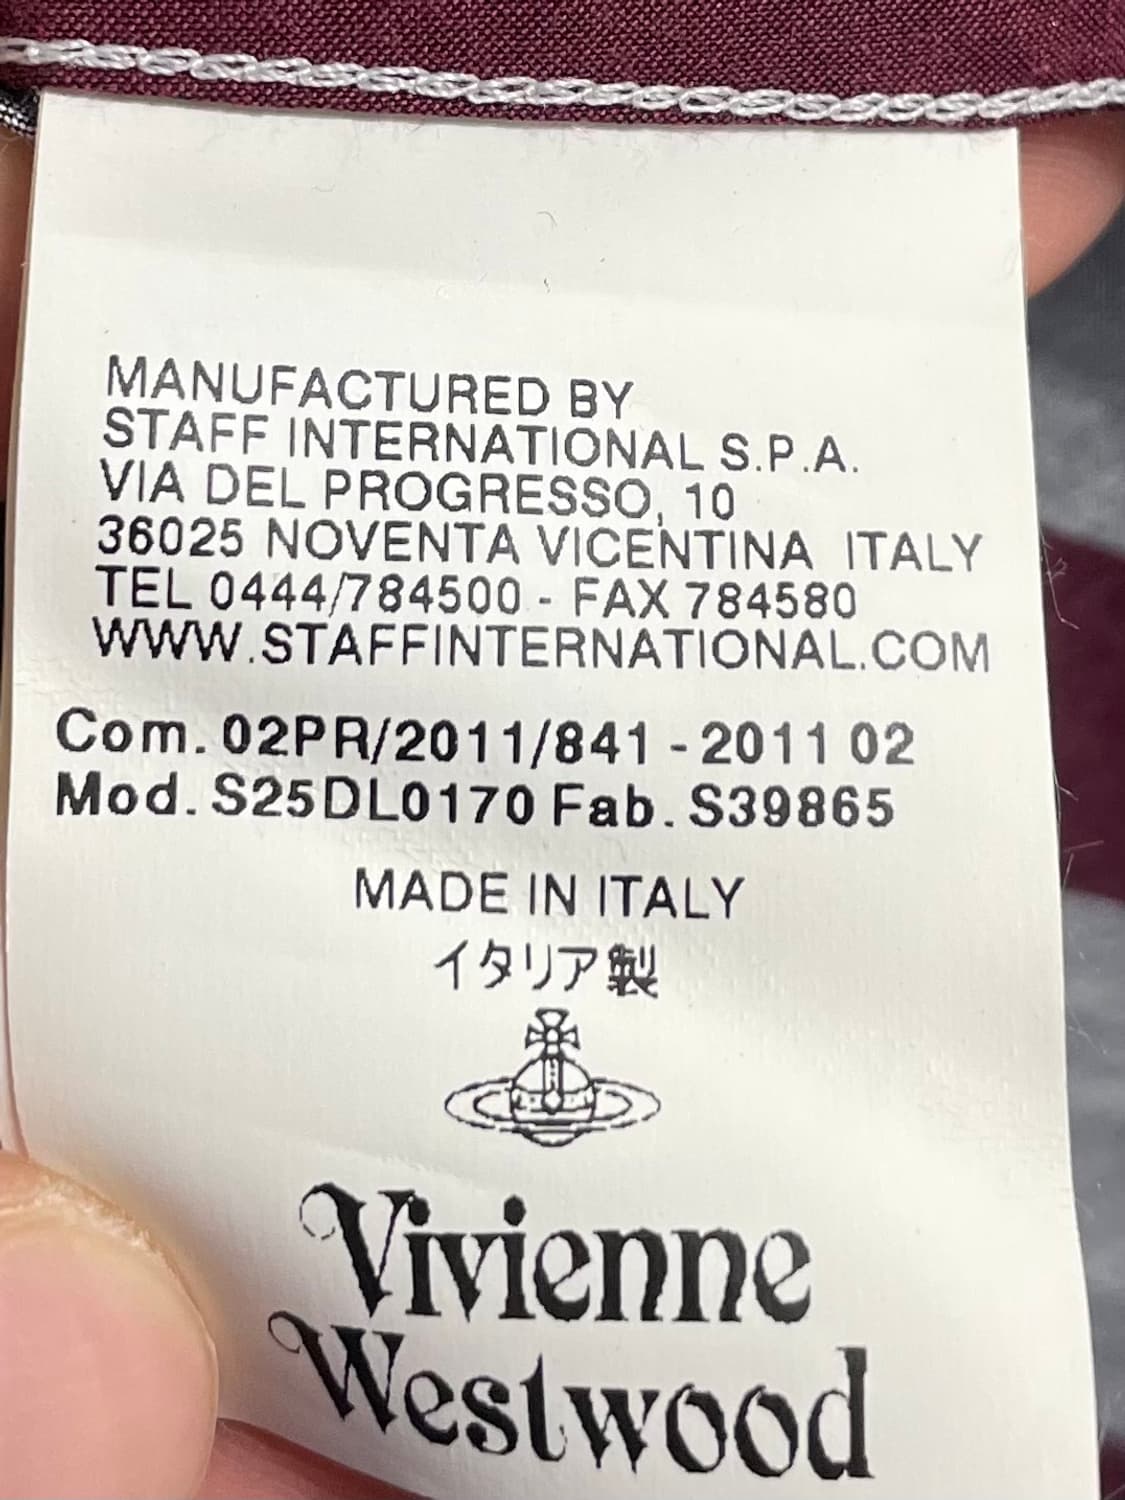 MANUFACTURED BY
STAFF INTERNATIONAL S.P.A.
VIA DEL PROGRESSO, 10
36025 NOVENTA VICENTINA ITALY
TEL 0444/784500 - FAX 784580
WWW.STAFFINTERNATIONAL.COM
Com. 02PR/2011/841 - 2011 02
Mod. S25DL0170 Fab. S39865
MADE IN ITALY
イタリア製
Vivienne
Westwood